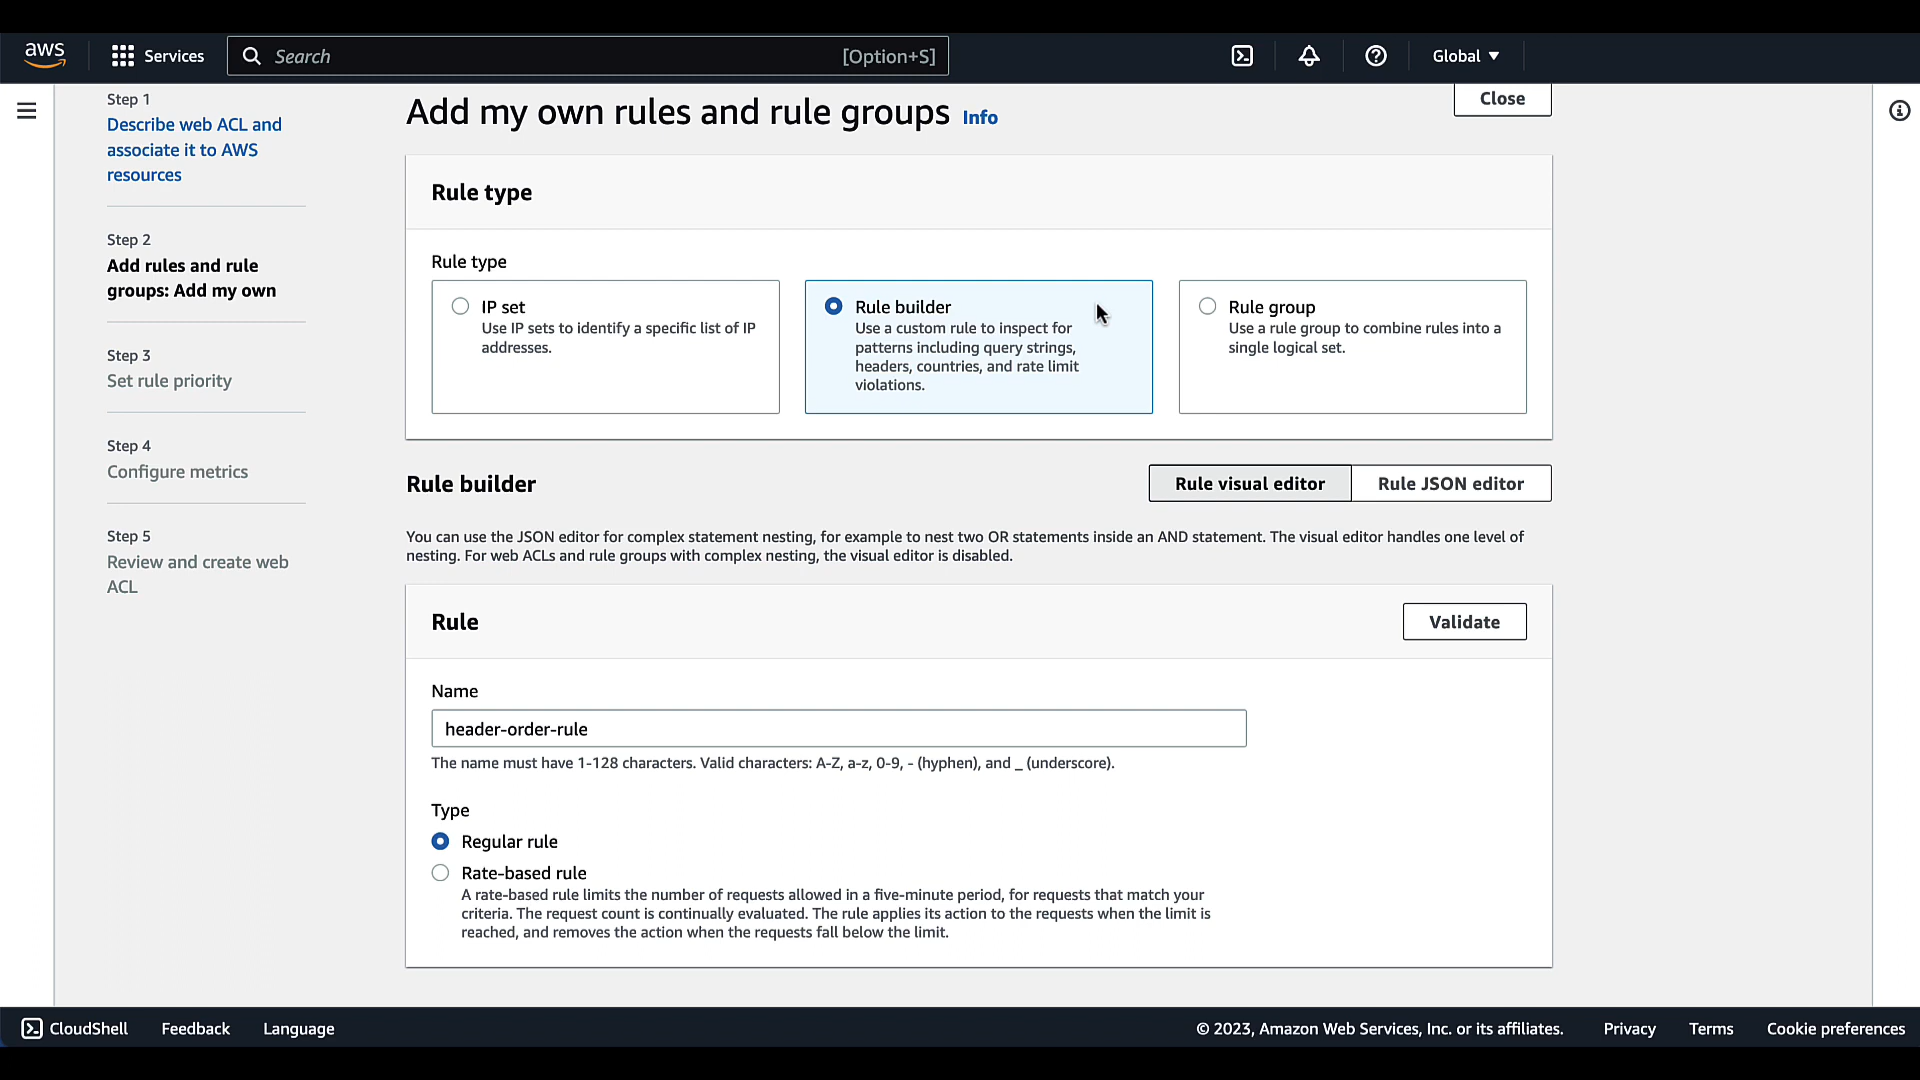 aws
Services
Search
[Option+S]
Global
Step 1
Describe web ACL and
associate it to AWS
resources
Step 2
Add rules and rule
groups: Add my own
Step 3
Set rule priority
Step 4
Configure metrics
Step 5
Review and create web
ACL
Add my own rules and rule groups Info
Close
Rule type
Rule type
IP set
Use IP sets to identify a specific list of IP
addresses.
Rule builder
Use a custom rule to inspect for
patterns including query strings,
headers, countries, and rate limit
violations.
Rule group
Use a rule group to combine rules into a
single logical set.
Rule builder
Rule visual editor
Rule JSON editor
You can use the JSON editor for complex statement nesting, for example to nest two OR statements inside an AND statement. The visual editor handles one level of
nesting. For web ACLs and rule groups with complex nesting, the visual editor is disabled.
Rule
Validate
Name
header-order-rule
The name must have 1-128 characters. Valid characters: A-Z, a-z, 0-9, - (hyphen), and _ (underscore).
Type
Regular rule
Rate-based rule
A rate-based rule limits the number of requests allowed in a five-minute period, for requests that match your
criteria. The request count is continually evaluated. The rule applies its action to the requests when the limit is
reached, and removes the action when the requests fall below the limit.
CloudShell
Feedback
Language
© 2023, Amazon Web Services, Inc. or its affiliates.
Privacy
Terms
Cookie preferences